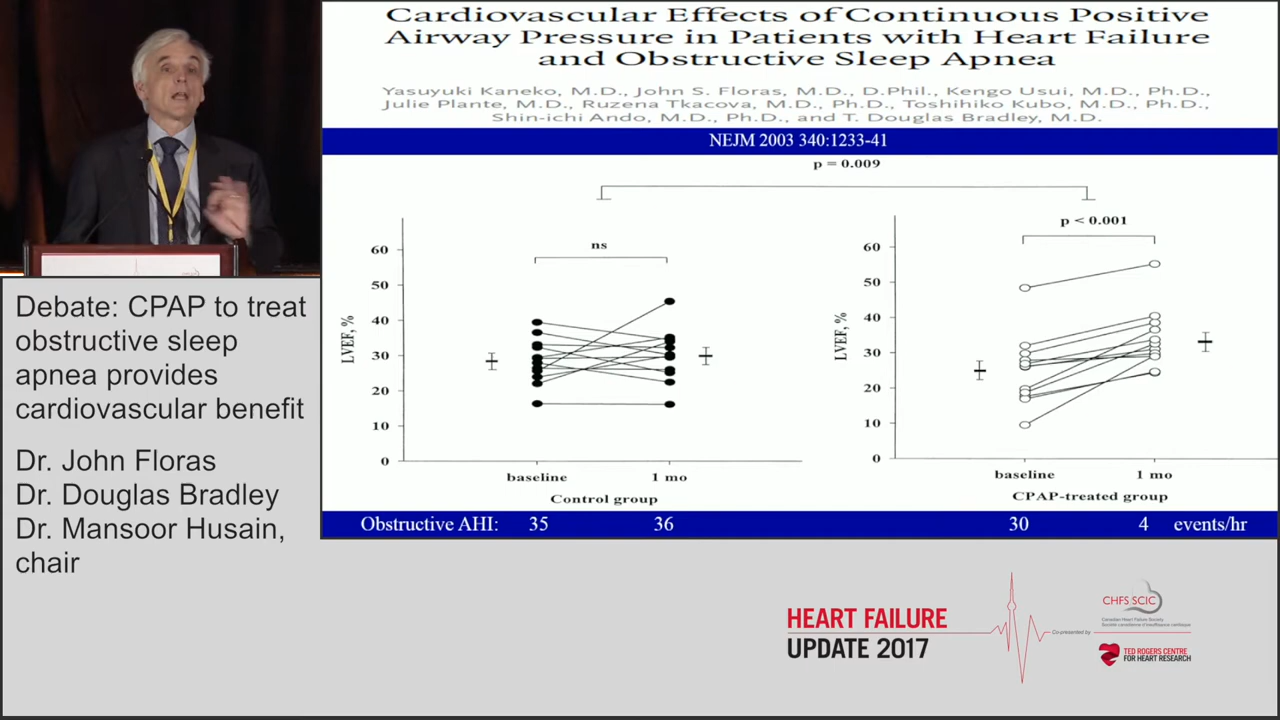 Cardiovascular Effects of Continuous Positive
Airway Pressure in Patients with Heart Failure
and Obstructive Sleep Apnea
Yasuyuki Kaneko, M.D., John S. Floras, M.D., D.Phil., Kengo Usui, M.D., Ph.D.,
Julie Plante, M.D., Ruzena Tkacova, M.D., Ph.D., Toshihiko Kubo, M.D., Ph.D.,
Shin-ichi Ando, M.D., Ph.D., and T. Douglas Bradley, M.D.
NEJM 2003 340:1233-41
p = 0.009
ns
60
50
40
30
20
10
0
LVEF, %
baseline 1 mo
Control group
p < 0.001
60
50
40
30
20
10
0
LVEF, %
baseline 1 mo
CPAP-treated group
Obstructive AHI: 35 36 30 4 events/hr
Debate: CPAP to treat
obstructive sleep
apnea provides
cardiovascular benefit
Dr. John Floras
Dr. Douglas Bradley
Dr. Mansoor Husain,
chair
HEART FAILURE
UPDATE 2017
Co-presented by
CHFS SCIC
Canadian Heart Failure Society
Société canadienne d'insuffisance cardiaque
TED ROGERS CENTRE
FOR HEART RESEARCH